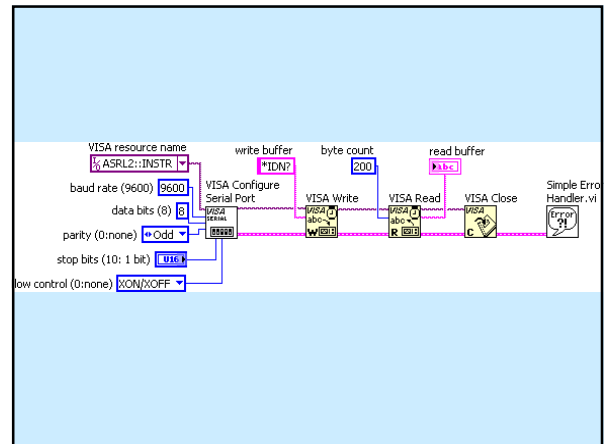 VISA resource name
ASRL2::INSTR
write buffer
*IDN?
byte count
200
read buffer
abc
baud rate (9600) 9600
data bits (8) 8
parity (0:none) Odd
stop bits (10: 1 bit) U16
low control (0:none) XON/XOFF
VISA Configure
Serial Port
VISA
SERIAL
VISA Write
VISA
abc
W
VISA Read
VISA
abc
R
VISA Close
VISA
C
Simple Erro
Handler.vi
Error
?!